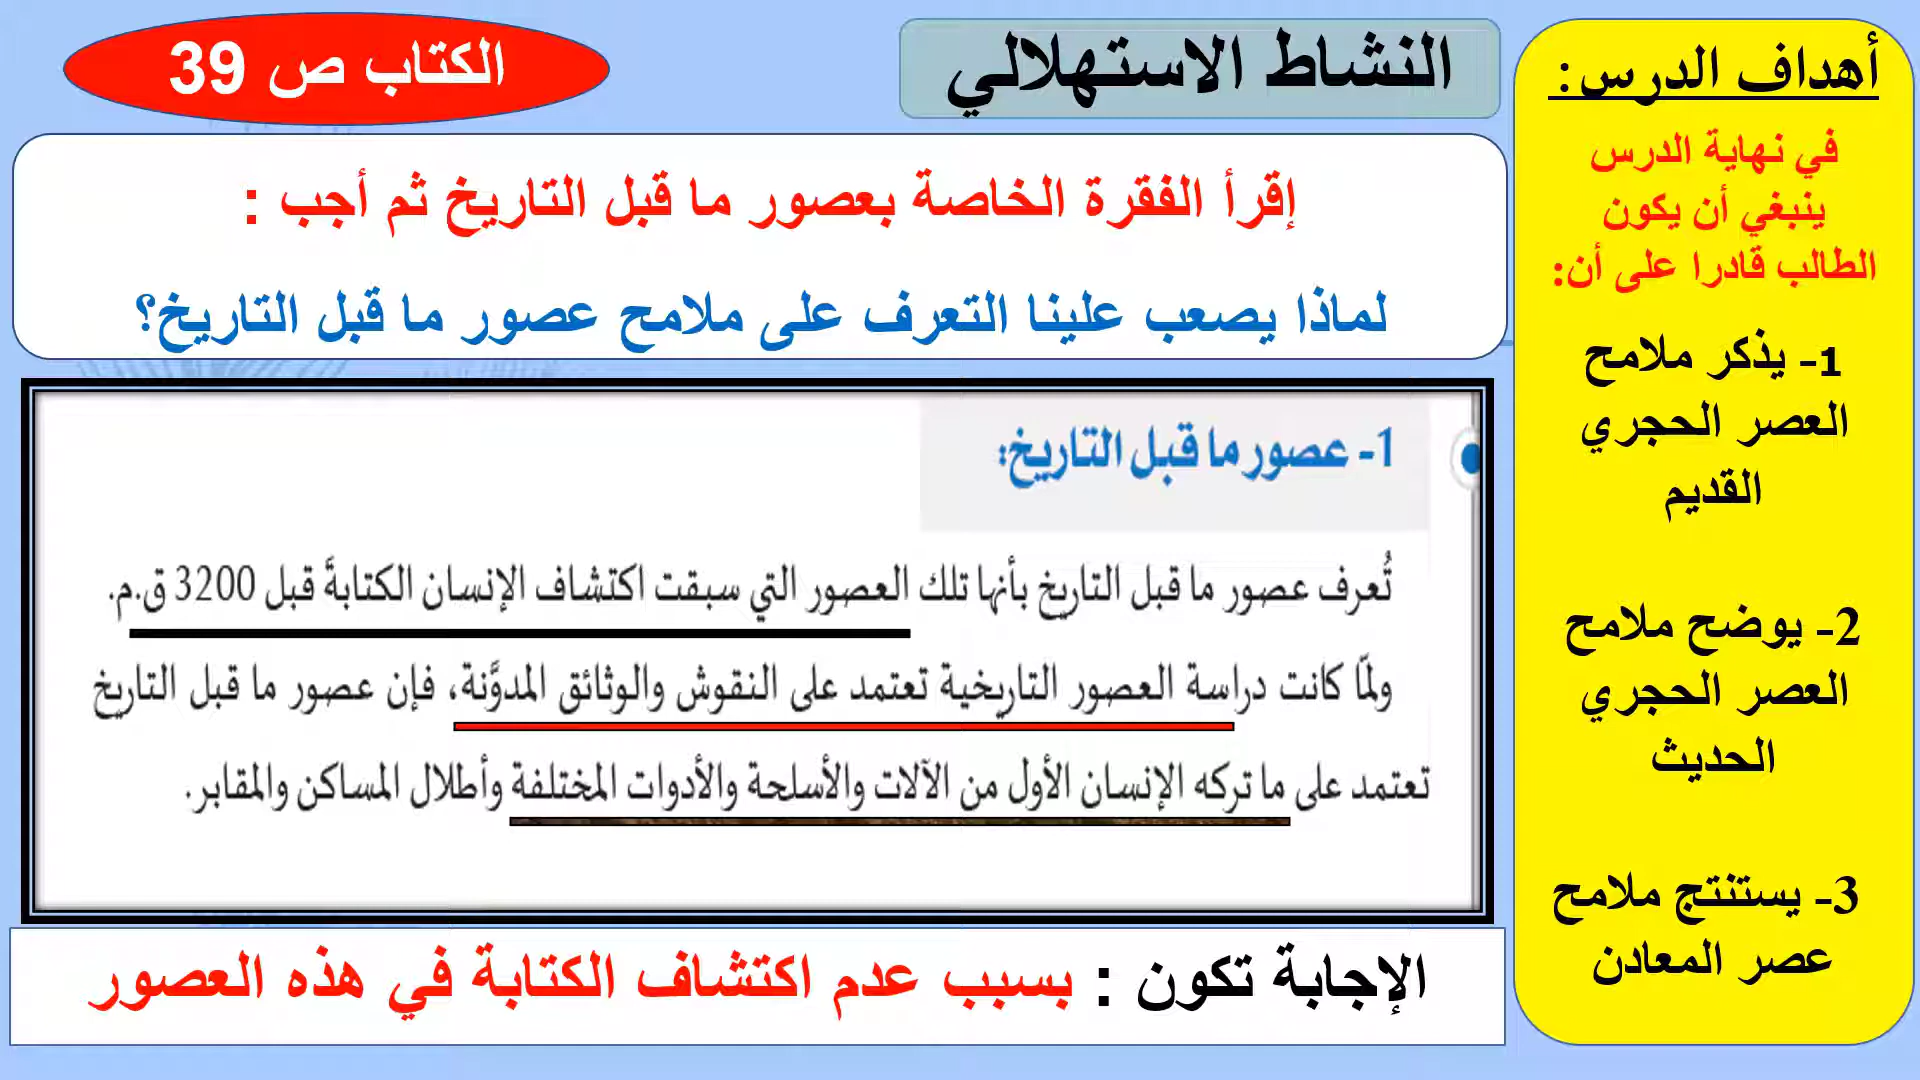 أهداف الدرس:
في نهاية الدرس
ينبغي أن يكون
الطالب قادرا على أن:
1- يذكر ملامح
العصر الحجري
القديم
2- يوضح ملامح
العصر الحجري
الحديث
3- يستنتج ملامح
عصر المعادن
النشاط الاستهلالي
الكتاب ص 39
إقرأ الفقرة الخاصة بعصور ما قبل التاريخ ثم أجب :
لماذا يصعب علينا التعرف على ملامح عصور ما قبل التاريخ؟
1- عصور ما قبل التاريخ:
تُعرف عصور ما قبل التاريخ بأنها تلك العصور التي سبقت اكتشاف الإنسان الكتابةَ قبل 3200 ق.م.
ولمّا كانت دراسة العصور التاريخية تعتمد على النقوش والوثائق المدوَّنة، فإن عصور ما قبل التاريخ
تعتمد على ما تركه الإنسان الأول من الآلات والأسلحة والأدوات المختلفة وأطلال المساكن والمقابر.
الإجابة تكون : بسبب عدم اكتشاف الكتابة في هذه العصور